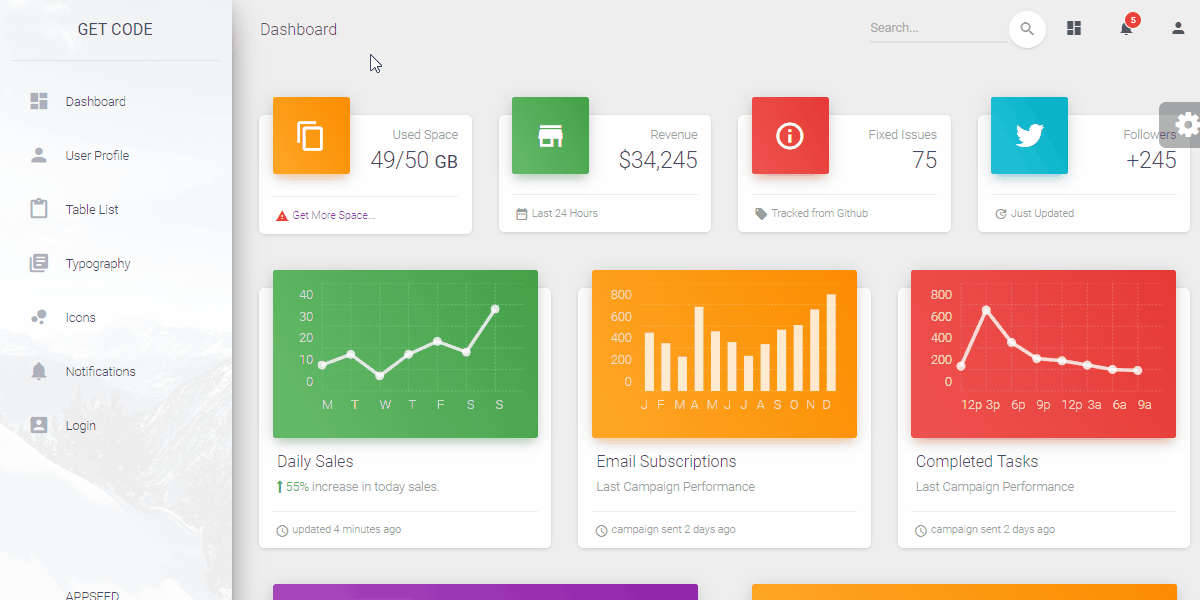 GET CODE
Dashboard
User Profile
Table List
Typography
Icons
Notifications
Login
APPSEED
Dashboard
Search...
5
Used Space
49/50 GB
Get More Space...
Revenue
$34,245
Last 24 Hours
Fixed Issues
75
Tracked from Github
Followers
+245
Just Updated
40
30
20
10
0
M T W T F S S
Daily Sales
55% increase in today sales.
updated 4 minutes ago
800
600
400
200
0
J F M A M J J A S O N D
Email Subscriptions
Last Campaign Performance
campaign sent 2 days ago
800
600
400
200
0
12p 3p 6p 9p 12p 3a 6a 9a
Completed Tasks
Last Campaign Performance
campaign sent 2 days ago